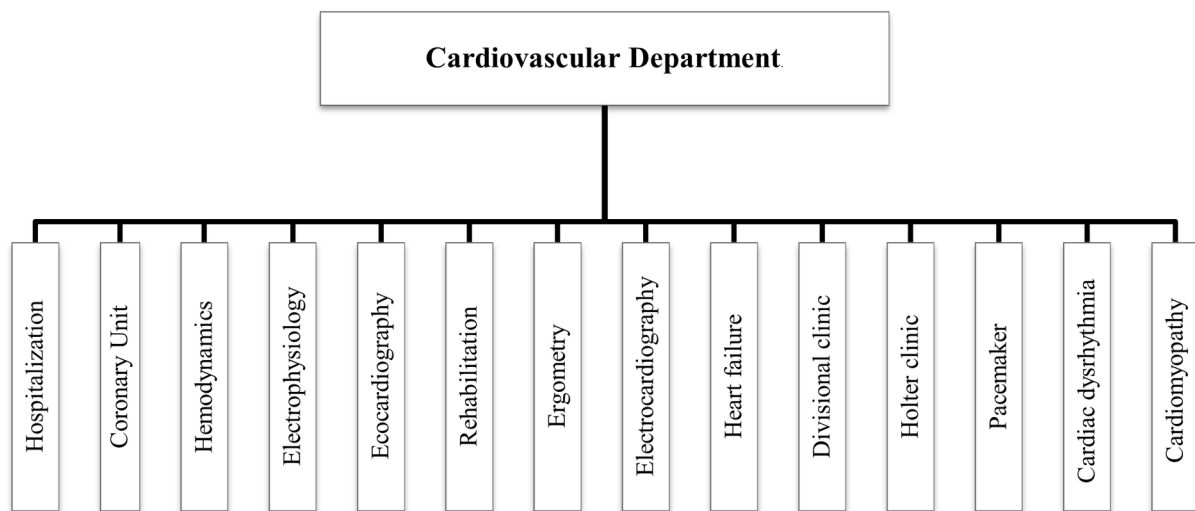 Cardiovascular Department.
Hospitalization
Coronary Unit
Hemodynamics
Electrophysiology
Ecocardiography
Rehabilitation
Ergometry
Electrocardiography
Heart failure
Divisional clinic
Holter clinic
Pacemaker
Cardiac dysrhythmia
Cardiomyopathy